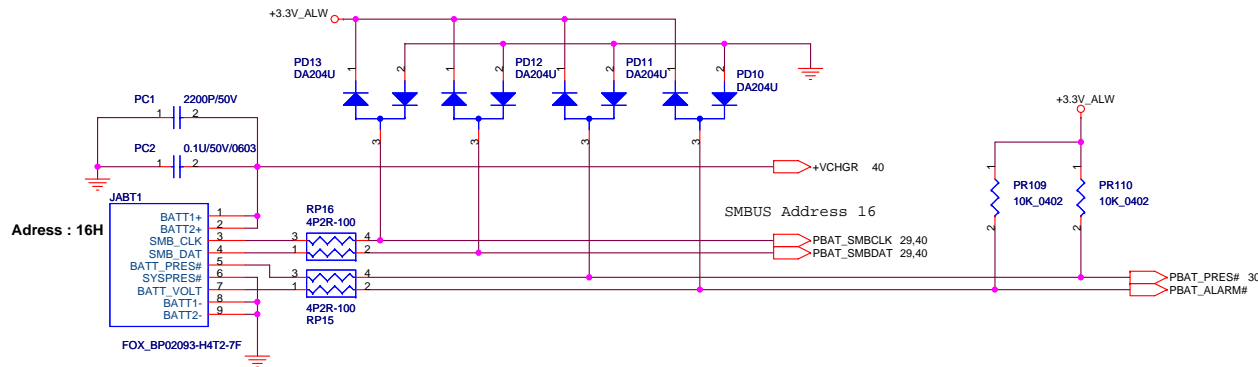 +3.3V_ALW
PD13
DA204U
PD12
DA204U
PD11
DA204U
PD10
DA204U
1 2 1 2 1 2 1 2
3 3 3 3
PC1 2200P/50V
1 2
PC2 0.1U/50V/0603
1 2
+3.3V_ALW
+VCHGR 40
JABT1
Adress : 16H
BATT1+ 1
BATT2+ 2
SMB_CLK 3
SMB_DAT 4
BATT_PRES# 5
SYSPRES# 6
BATT_VOLT 7
BATT1- 8
BATT2- 9
FOX_BP02093-H4T2-7F
RP16
4P2R-100
3 4
1 2
3 4
1 2
4P2R-100
RP15
SMBUS Address 16
PBAT_SMBCLK 29,40
PBAT_SMBDAT 29,40
1 1
PR109
10K_0402
PR110
10K_0402
2 2
PBAT_PRES# 30
PBAT_ALARM#